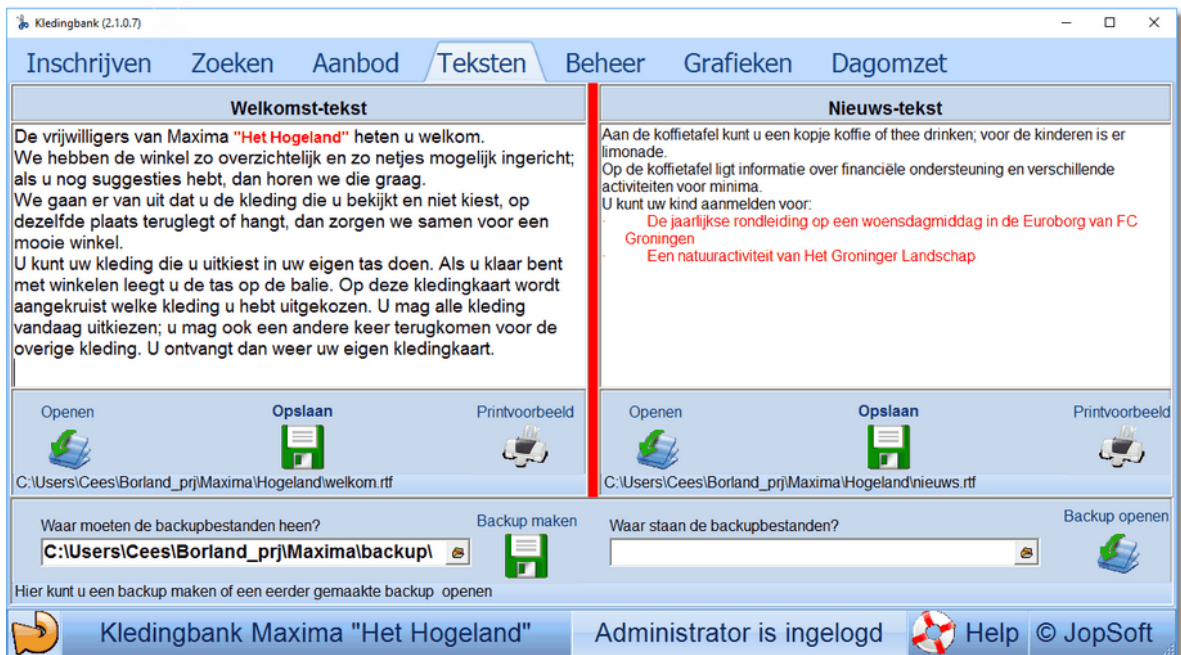 Kledingbank (2.1.0.7)
Inschrijven Zoeken Aanbod Teksten Beheer Grafieken Dagomzet
Welkomst-tekst
De vrijwilligers van Maxima "Het Hogeland" heten u welkom.
We hebben de winkel zo overzichtelijk en zo netjes mogelijk ingericht;
als u nog suggesties hebt, dan horen we die graag.
We gaan er van uit dat u de kleding die u bekijkt en niet kiest, op
dezelfde plaats teruglegt of hangt, dan zorgen we samen voor een
mooie winkel.
U kunt uw kleding die u uitkiest in uw eigen tas doen. Als u klaar bent
met winkelen leegt u de tas op de balie. Op deze kledingkaart wordt
aangekruist welke kleding u hebt uitgekozen. U mag alle kleding
vandaag uitkiezen; u mag ook een andere keer terugkomen voor de
overige kleding. U ontvangt dan weer uw eigen kledingkaart.
Openen Opslaan Printvoorbeeld
C:\Users\Cees\Borland_prj\Maxima\Hogeland\welkom.rtf
Nieuws-tekst
Aan de koffietafel kunt u een kopje koffie of thee drinken; voor de kinderen is er
limonade.
Op de koffietafel ligt informatie over financiële ondersteuning en verschillende
activiteiten voor minima.
U kunt uw kind aanmelden voor:
· De jaarlijkse rondleiding op een woensdagmiddag in de Euroborg van FC
Groningen
· Een natuuractiviteit van Het Groninger Landschap
Openen Opslaan Printvoorbeeld
C:\Users\Cees\Borland_prj\Maxima\Hogeland\nieuws.rtf
Waar moeten de backupbestanden heen? Backup maken
C:\Users\Cees\Borland_prj\Maxima\backup\
Waar staan de backupbestanden? Backup openen
Hier kunt u een backup maken of een eerder gemaakte backup openen
Kledingbank Maxima "Het Hogeland" Administrator is ingelogd Help © JopSoft